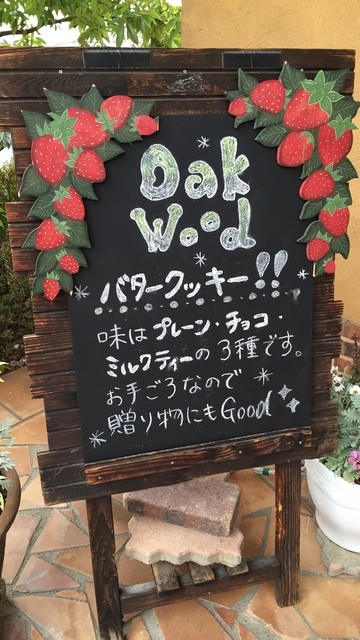 Oak
Wood
バタークッキー!!
味はプレーン・チョコ・
ミルクティーの3種です。
お手ごろなので
贈り物にもGood